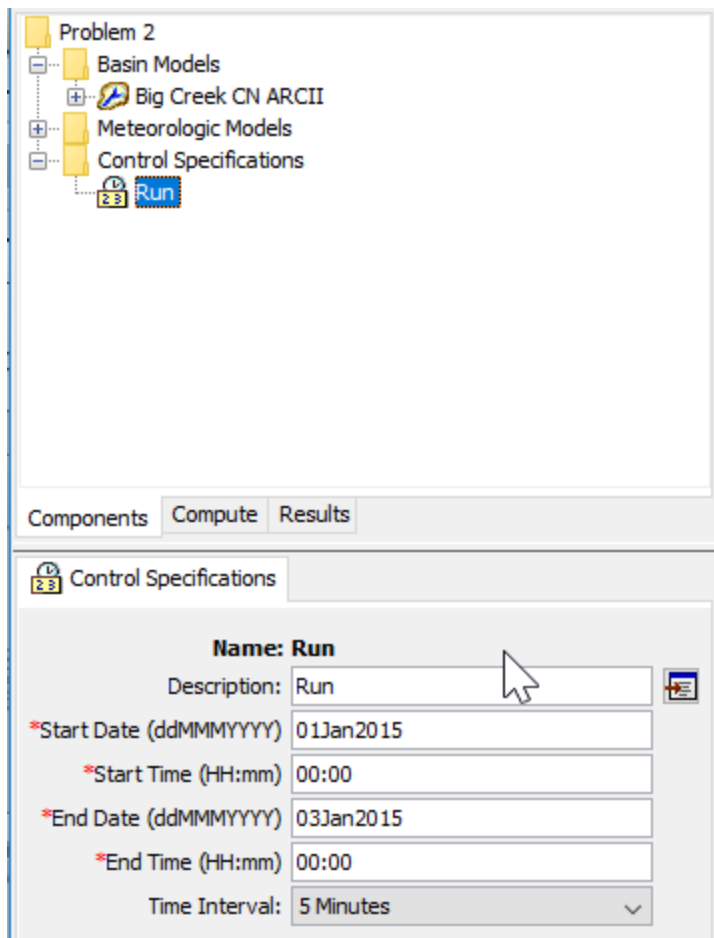 Problem 2
Basin Models
Big Creek CN ARCII
Meteorologic Models
Control Specifications
23 Run
Components Compute Results
23 Control Specifications
Name: Run
Description: Run
*Start Date (ddMMMYYYY) 01Jan2015
*Start Time (HH:mm) 00:00
*End Date (ddMMMYYYY) 03Jan2015
*End Time (HH:mm) 00:00
Time Interval: 5 Minutes